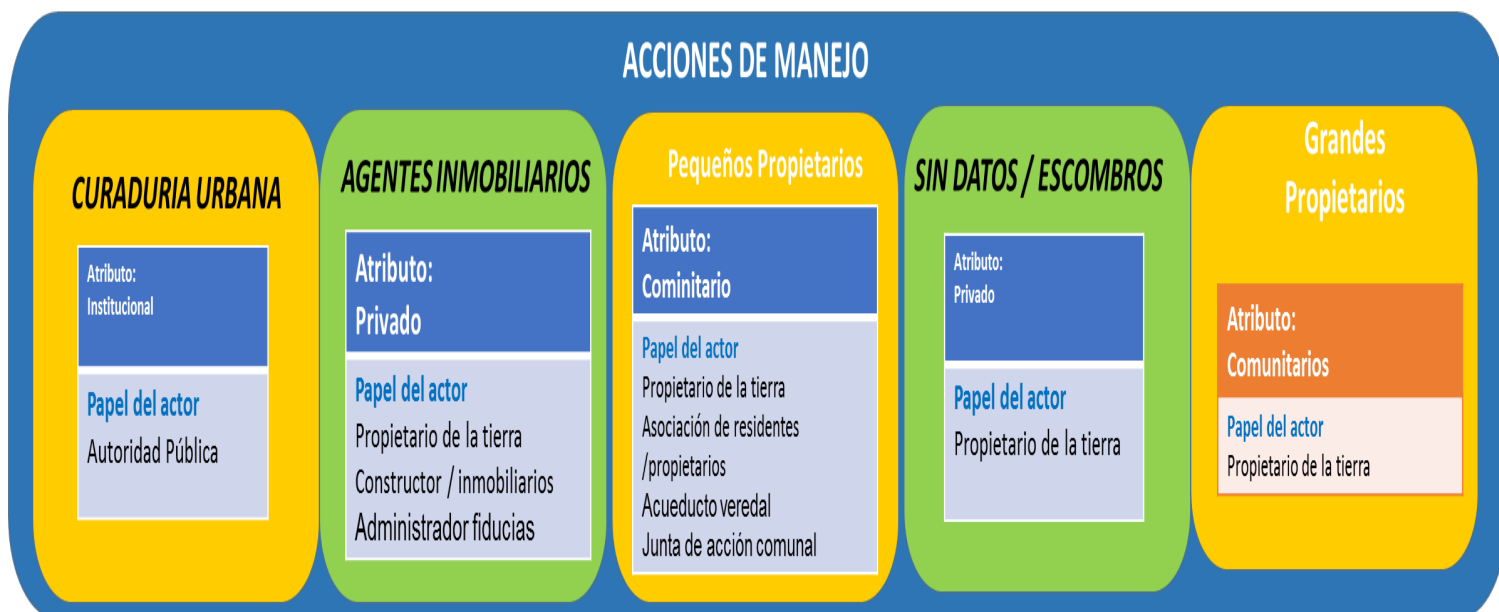 ACCIONES DE MANEJO
CURADURIA URBANA
Atributo:
Institucional
Papel del actor
Autoridad Pública
AGENTES INMOBILIARIOS
Atributo:
Privado
Papel del actor
Propietario de la tierra
Constructor / inmobiliarios
Administrador fiducias
Pequeños Propietarios
Atributo:
Cominitario
Papel del actor
Propietario de la tierra
Asociación de residentes
/propietarios
Acueducto veredal
Junta de acción comunal
SIN DATOS / ESCOMBROS
Atributo:
Privado
Papel del actor
Propietario de la tierra
Grandes
Propietarios
Atributo:
Comunitarios
Papel del actor
Propietario de la tierra